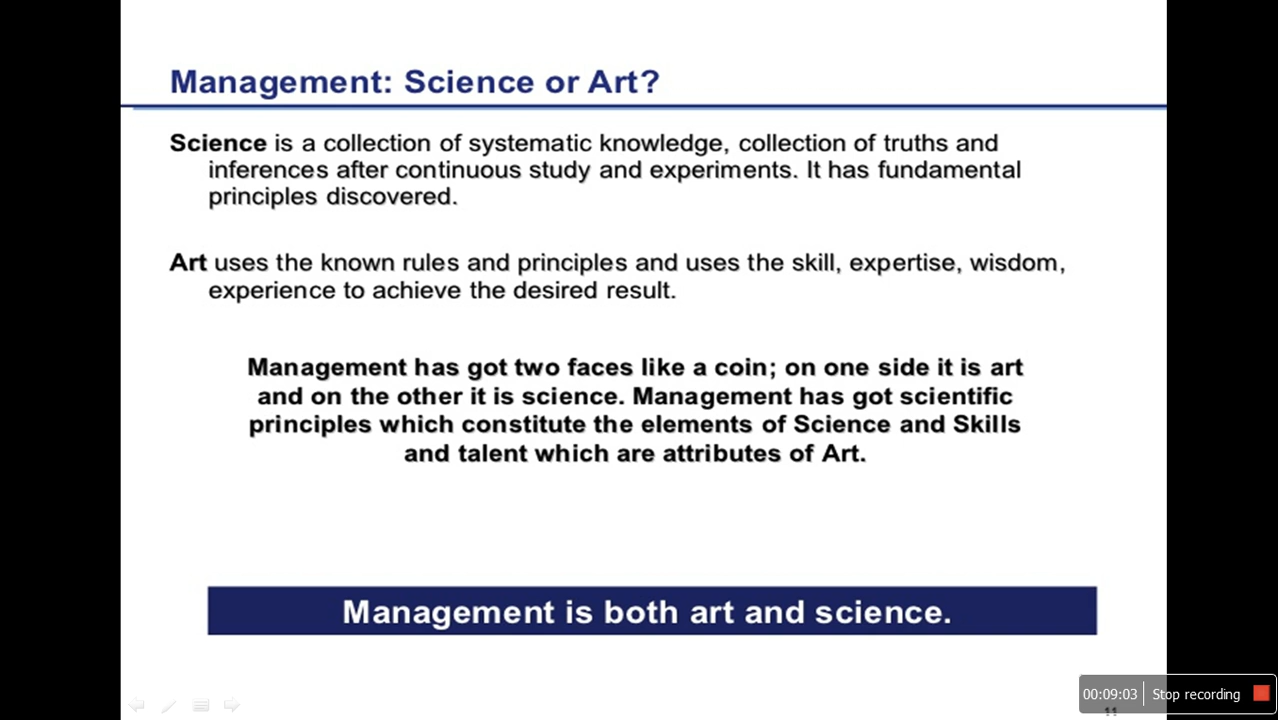 Management: Science or Art?
Science is a collection of systematic knowledge, collection of truths and
inferences after continuous study and experiments. It has fundamental
principles discovered.
Art uses the known rules and principles and uses the skill, expertise, wisdom,
experience to achieve the desired result.
Management has got two faces like a coin; on one side it is art
and on the other it is science. Management has got scientific
principles which constitute the elements of Science and Skills
and talent which are attributes of Art.
Management is both art and science.
00:09:03 Stop recording
11